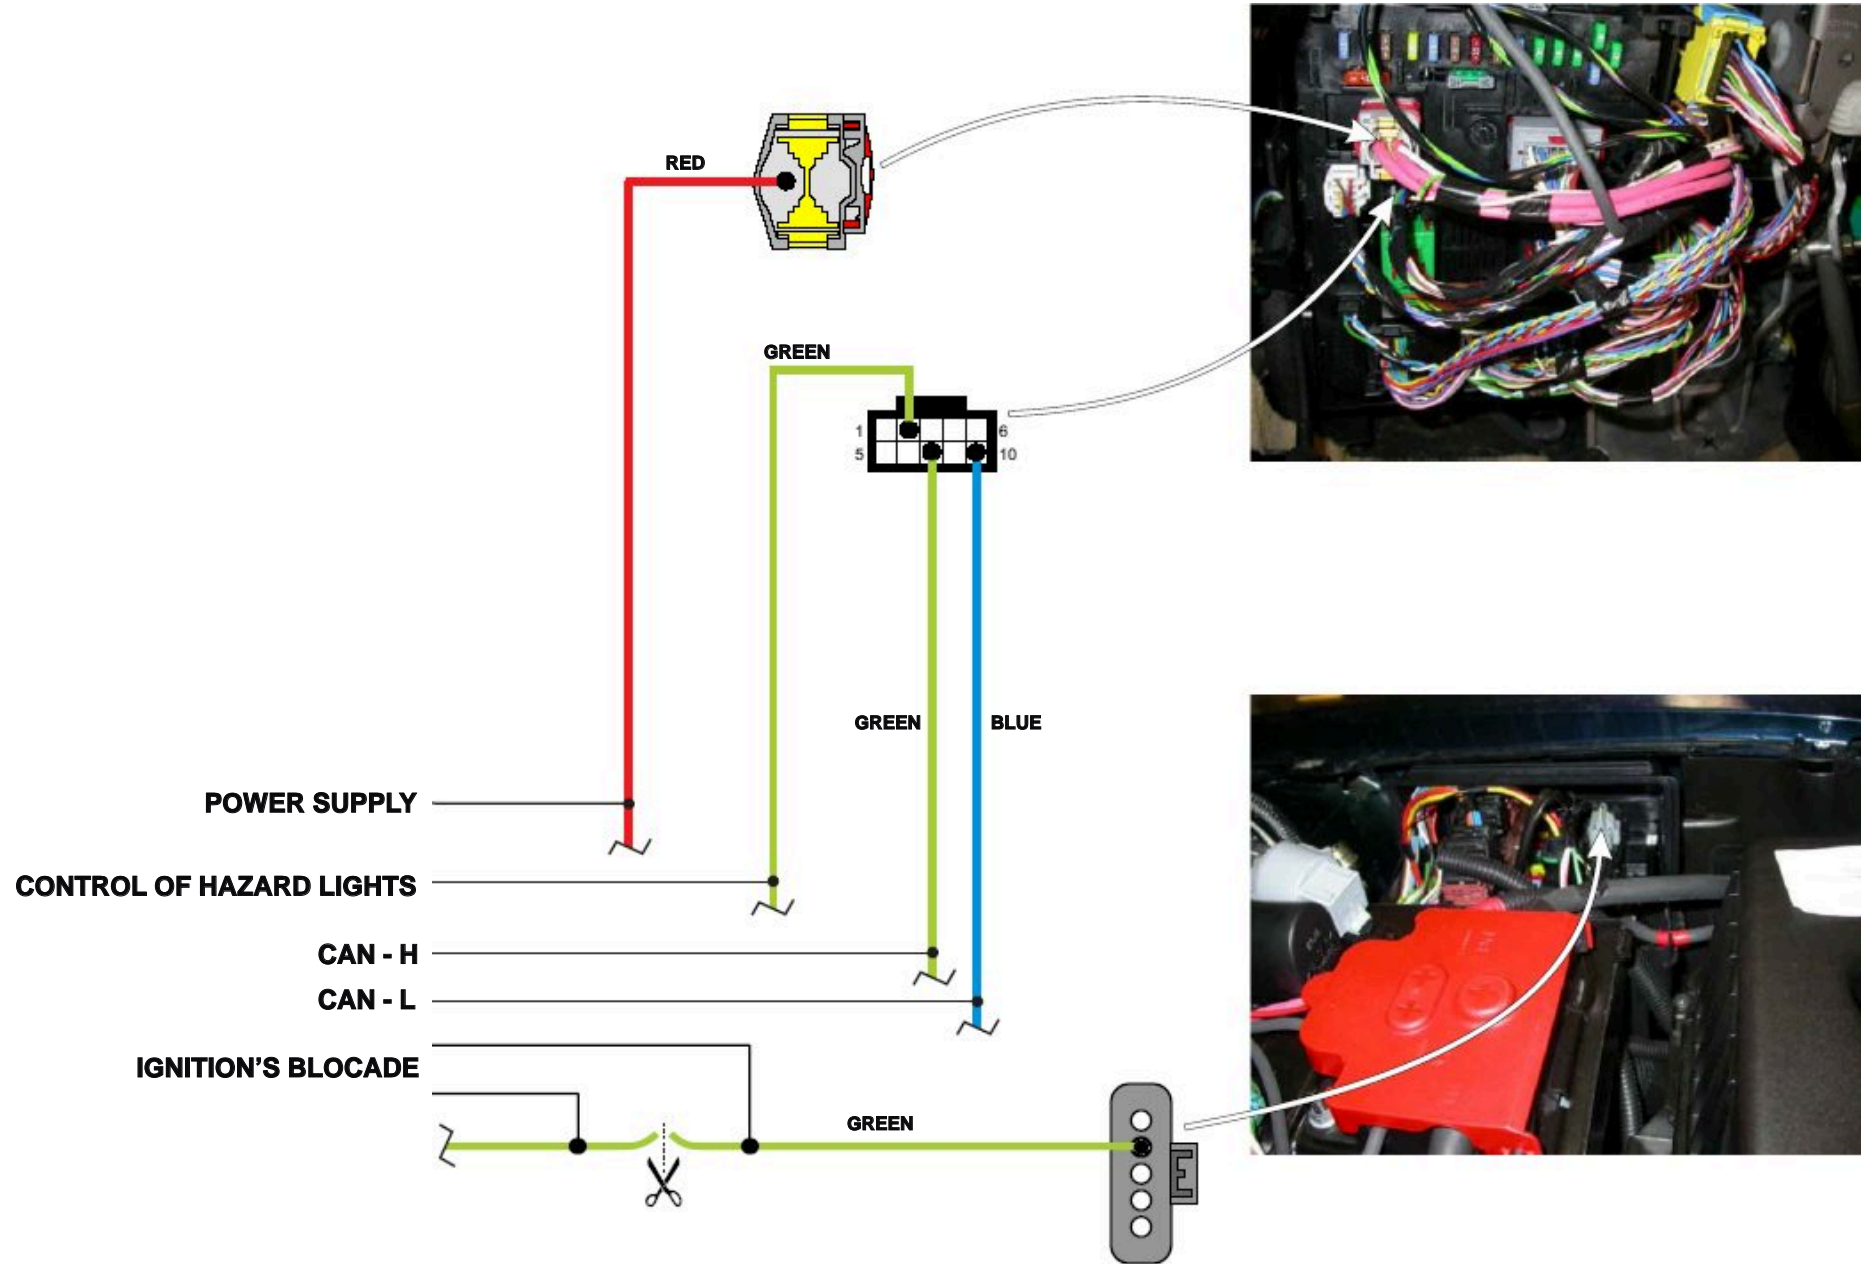 RED
GREEN
1
6
5
10
GREEN
BLUE
POWER SUPPLY
CONTROL OF HAZARD LIGHTS
CAN - H
CAN - L
IGNITION'S BLOCADE
GREEN